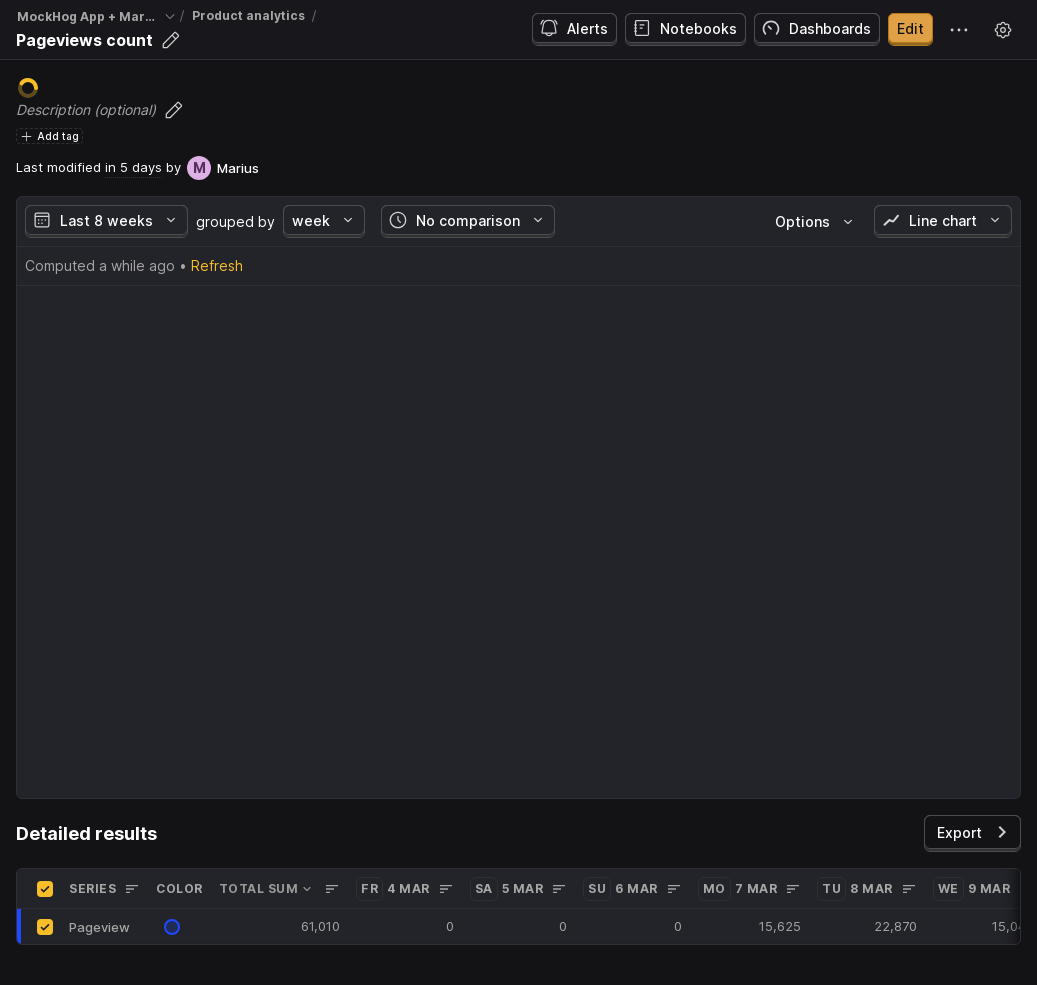 MockHog App + Mar... / Product analytics /
Pageviews count
Alerts Notebooks Dashboards Edit
Description (optional)
Add tag
Last modified in 5 days by M Marius
Last 8 weeks grouped by week No comparison Options Line chart
Computed a while ago • Refresh
Detailed results
Export
SERIES COLOR TOTAL SUM FR 4 MAR SA 5 MAR SU 6 MAR MO 7 MAR TU 8 MAR WE 9 MAR
Pageview 61,010 0 0 0 15,625 22,870